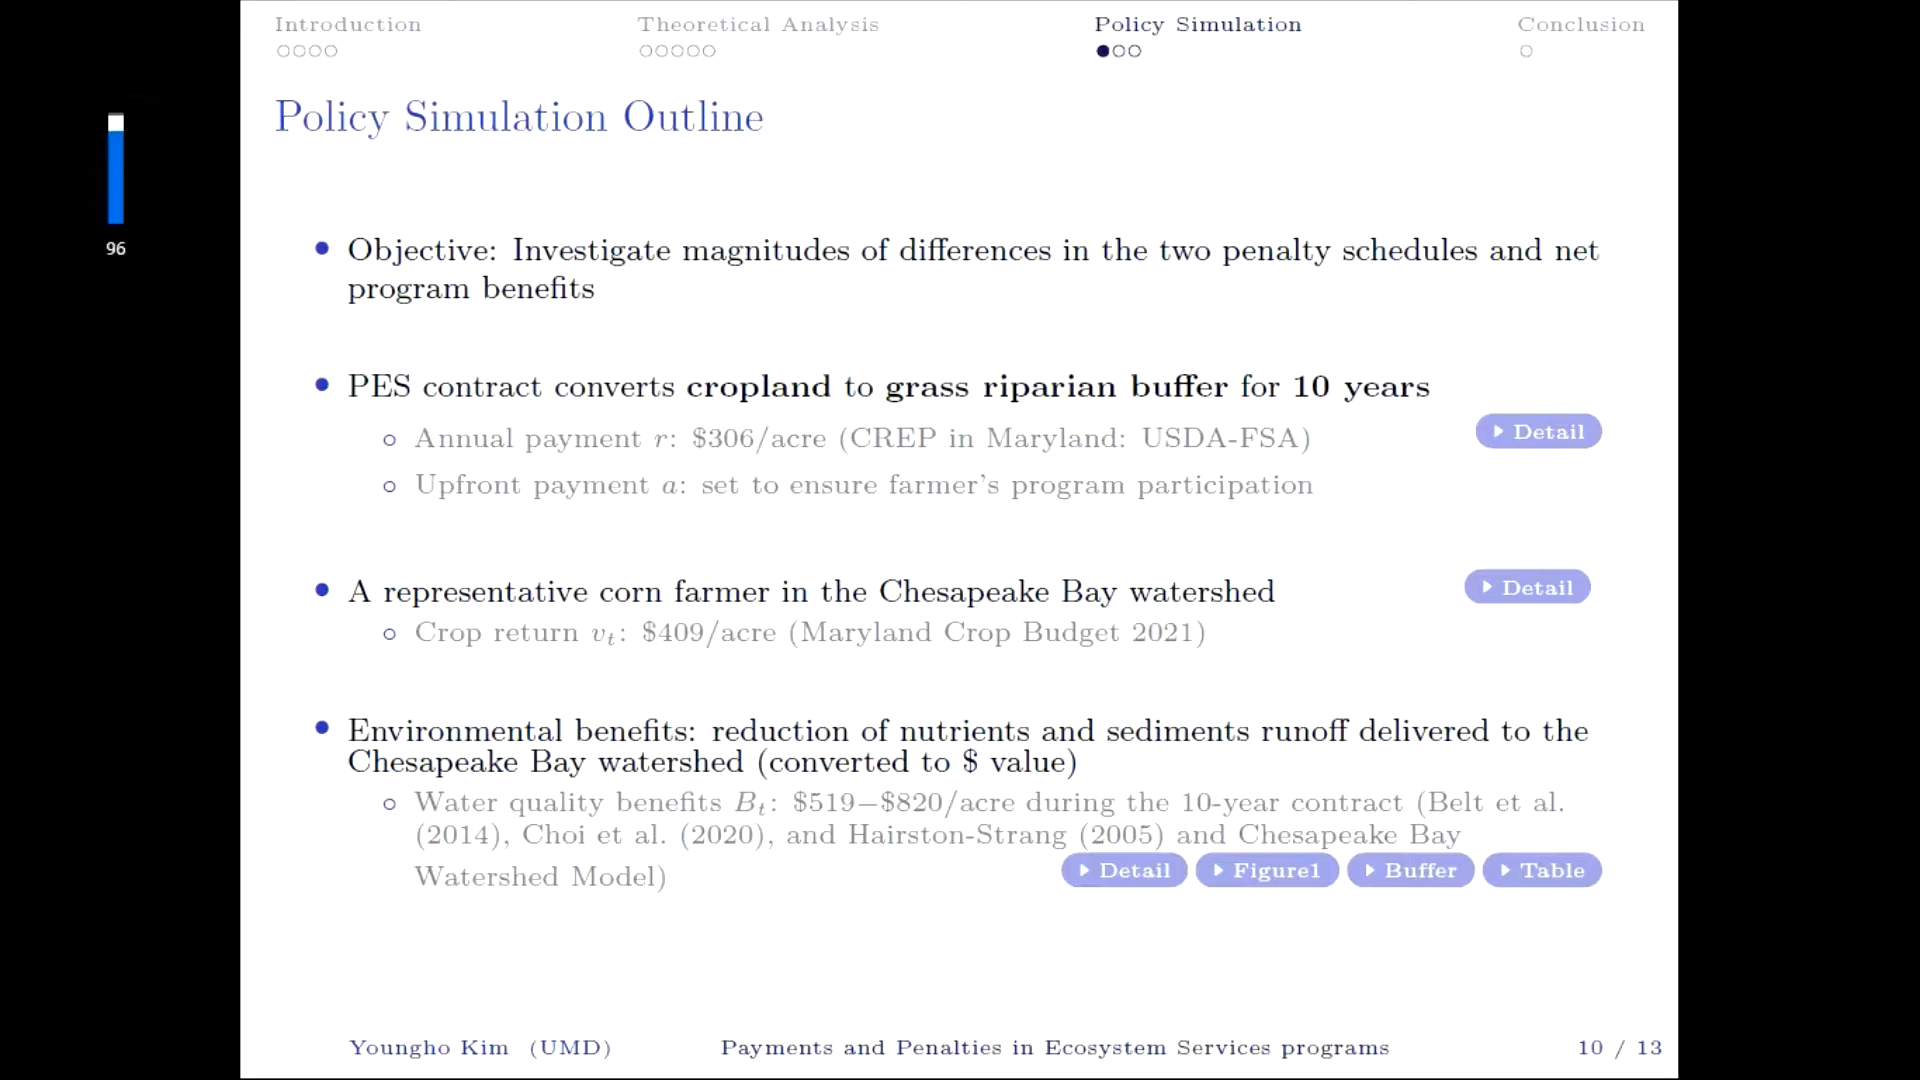 Introduction Theoretical Analysis Policy Simulation Conclusion
Policy Simulation Outline
96
Objective: Investigate magnitudes of differences in the two penalty schedules and net
program benefits
PES contract converts cropland to grass riparian buffer for 10 years
Annual payment r: $306/acre (CREP in Maryland: USDA-FSA) Detail
Upfront payment a: set to ensure farmer's program participation
A representative corn farmer in the Chesapeake Bay watershed Detail
Crop return vₜ: $409/acre (Maryland Crop Budget 2021)
Environmental benefits: reduction of nutrients and sediments runoff delivered to the
Chesapeake Bay watershed (converted to $ value)
Water quality benefits Bₜ: $519–$820/acre during the 10-year contract (Belt et al.
(2014), Choi et al. (2020), and Hairston-Strang (2005) and Chesapeake Bay
Watershed Model) Detail Figure1 Buffer Table
Youngho Kim (UMD) Payments and Penalties in Ecosystem Services programs 10 / 13